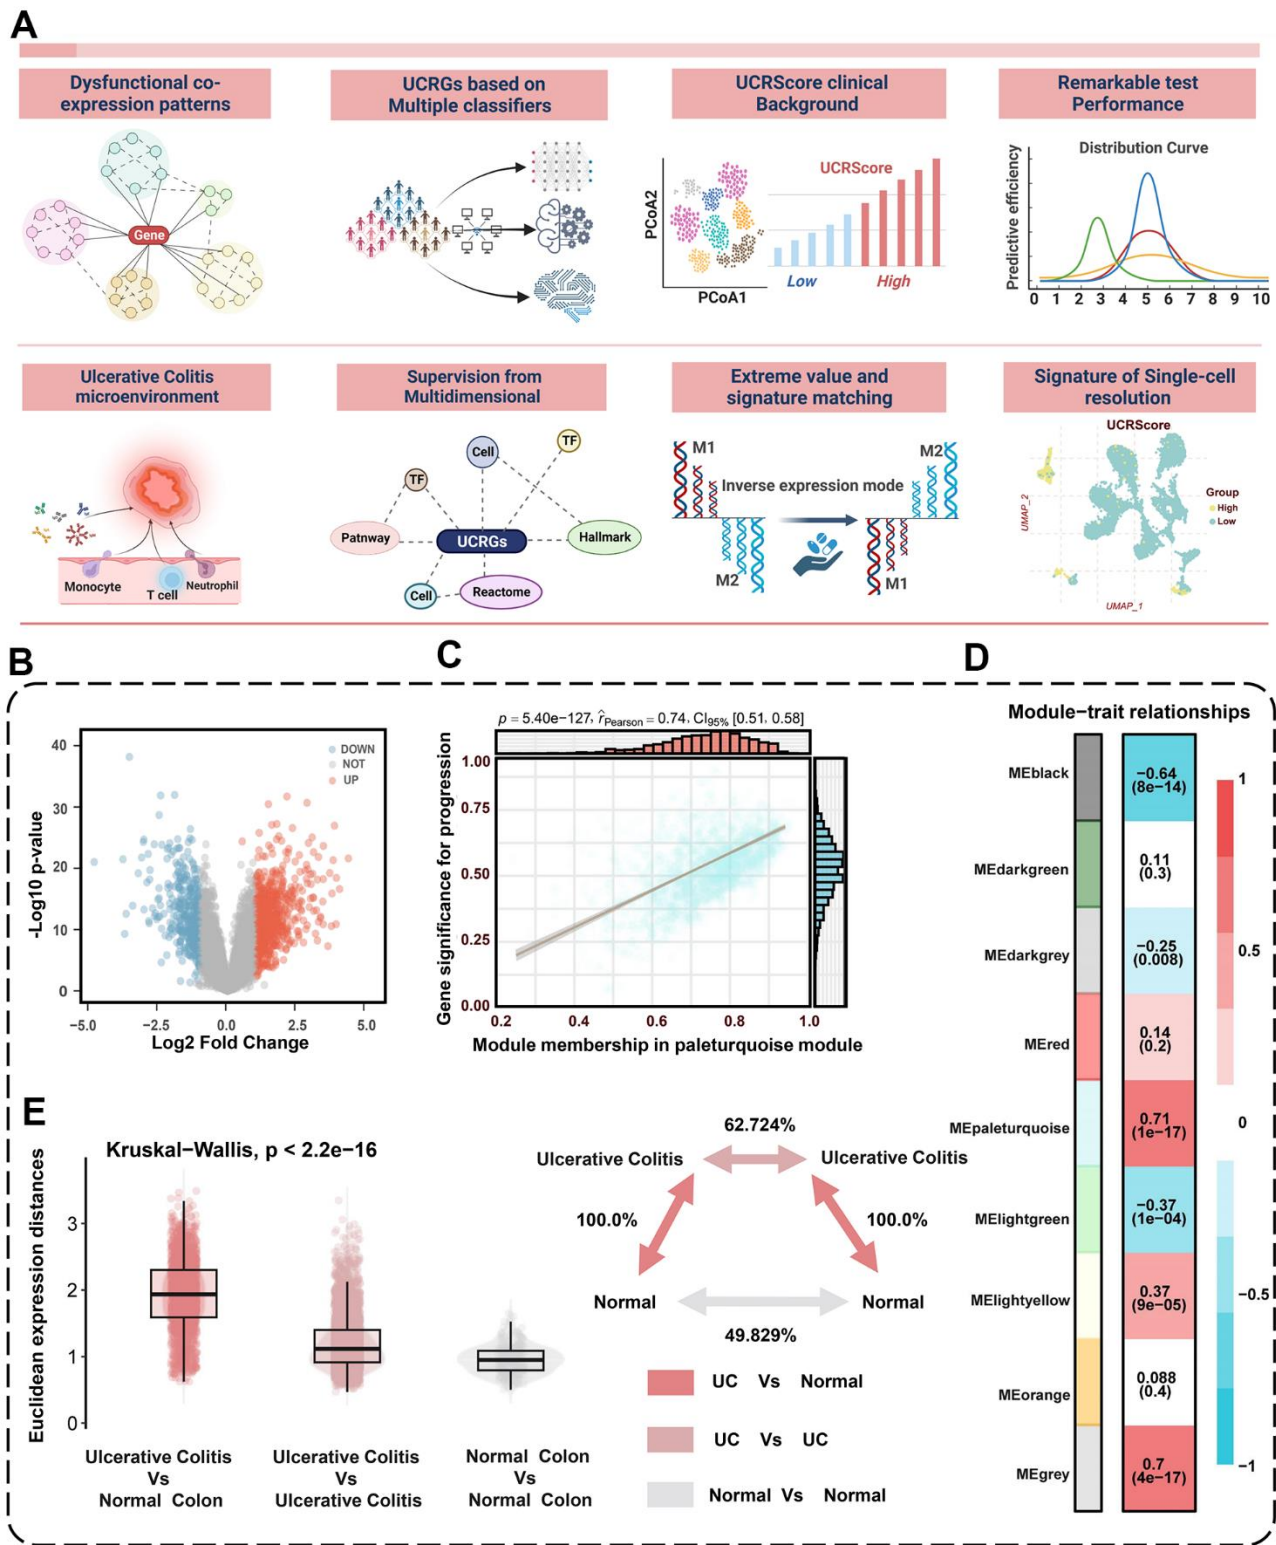 A
Dysfunctional co-
expression patterns
Gene
UCRGs based on
Multiple classifiers
UCRScore clinical
Background
UCRScore
PCoA2
PCoA1
Low
High
Remarkable test
Performance
Distribution Curve
Predictive efficiency
0 1 2 3 4 5 6 7 8 9 10
Ulcerative Colitis
microenvironment
Monocyte
T cell
Neutrophil
Supervision from
Multidimensional
Cell
TF
TF
Patnway
UCRGs
Hallmark
Cell
Reactome
Extreme value and
signature matching
M1
M2
Inverse expression mode
M2
M1
Signature of Single-cell
resolution
UCRScore
UMAP_2
Group
High
Low
UMAP_1
B
-Log10 p-value
40
30
20
10
0
DOWN
NOT
UP
−5.0 −2.5 0.0 2.5 5.0
Log2 Fold Change
C
p = 5.40e−127, r̂Pearson = 0.74, CI95% [0.51, 0.58]
Gene significance for progression
1.00
0.75
0.50
0.25
0.00
0.2 0.4 0.6 0.8 1.0
Module membership in paleturquoise module
D
Module−trait relationships
MEblack
−0.64
(8e−14)
MEdarkgreen
0.11
(0.3)
MEdarkgrey
−0.25
(0.008)
MEred
0.14
(0.2)
MEpaleturquoise
0.71
(1e−17)
MElightgreen
−0.37
(1e−04)
MElightyellow
0.37
(9e−05)
MEorange
0.088
(0.4)
MEgrey
0.7
(4e−17)
1
0.5
0
−0.5
−1
E
Kruskal−Wallis, p < 2.2e−16
Euclidean expression distances
3
2
1
0
Ulcerative Colitis
Vs
Normal Colon
Ulcerative Colitis
Vs
Ulcerative Colitis
Normal Colon
Vs
Normal Colon
62.724%
Ulcerative Colitis
Ulcerative Colitis
100.0%
100.0%
Normal
Normal
49.829%
UC Vs Normal
UC Vs UC
Normal Vs Normal